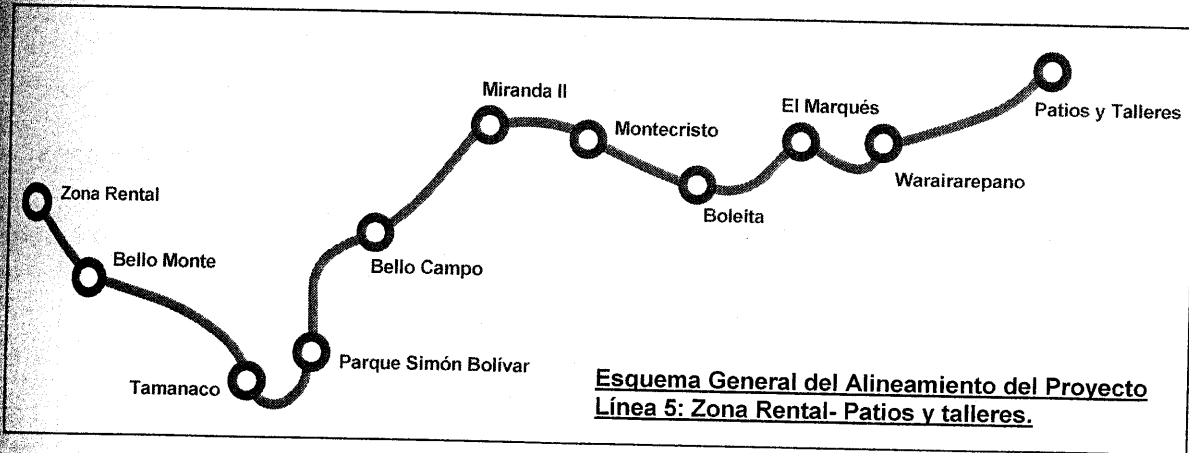 Miranda II
El Marqués
Patios y Talleres
Montecristo
Warairarepano
Zona Rental
Boleita
Bello Monte
Bello Campo
Parque Simón Bolívar
Tamanaco
Esquema General del Alineamiento del Proyecto
Línea 5: Zona Rental- Patios y talleres.